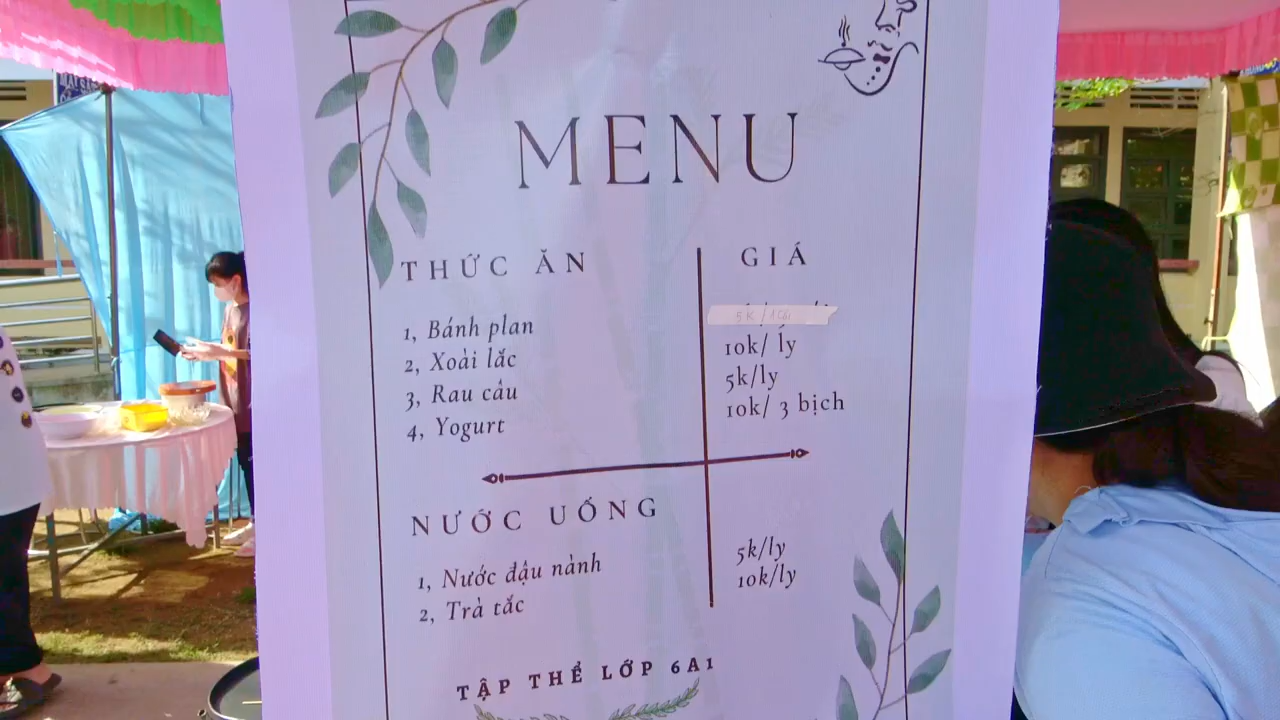 MENU
THỨC ĂN
GIÁ
1, Bánh plan
5K/1Cái
2, Xoài lắc
10k/ ly
3, Rau câu
5k/ly
4, Yogurt
10k/ 3 bịch
NƯỚC UỐNG
1, Nước đậu nành
5k/ly
2, Trà tắc
10k/ly
TẬP THỂ LỚP 6A1